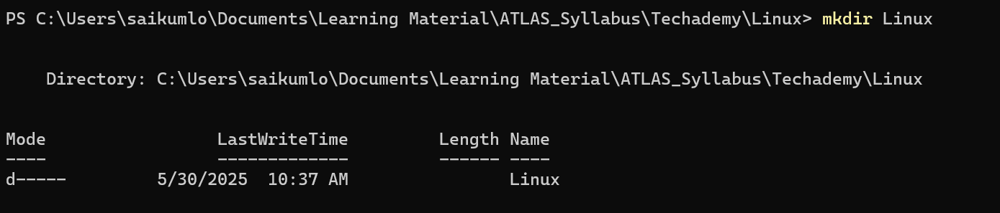 PS C:\Users\saikumlo\Documents\Learning Material\ATLAS_Syllabus\Techademy\Linux> mkdir Linux
    Directory: C:\Users\saikumlo\Documents\Learning Material\ATLAS_Syllabus\Techademy\Linux
Mode                 LastWriteTime         Length Name
----                 -------------         ------ ----
d-----        5/30/2025  10:37 AM                Linux